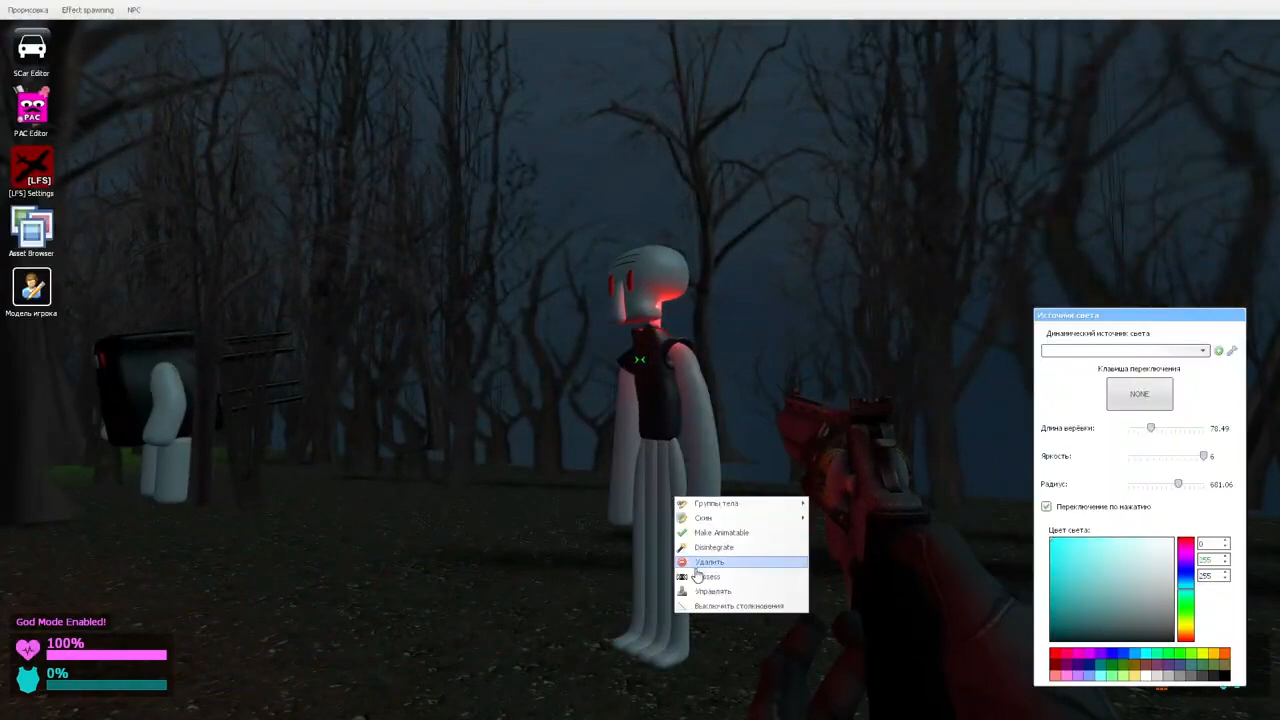 Прорисовка Effect spawning NPC
SCar Editor
PAC
PAC Editor
[LFS]
[LFS] Settings
Asset Browser
Модель игрока
Группы тела
Скин
Make Animatable
Disintegrate
Удалить
Управлять
Выключить столкновения
Источник света
Динамический источник света
Клавиша переключения
NONE
Длина верёвки: 78.49
Яркость: 6
Радиус: 681.06
Переключение по нажатию
Цвет света:
0
255
255
God Mode Enabled!
100%
0%